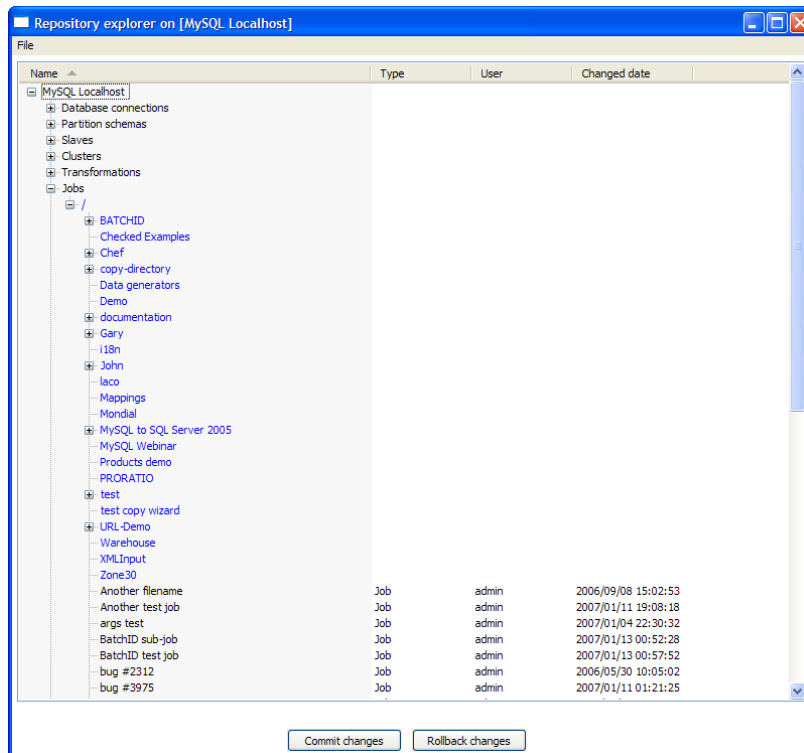 Repository explorer on [MySQL Localhost]
File
Name Type User Changed date
MySQL Localhost
Database connections
Partition schemas
Slaves
Clusters
Transformations
Jobs
/
BATCHID
Checked Examples
Chef
copy-directory
Data generators
Demo
documentation
Gary
i18n
John
laco
Mappings
Mondial
MySQL to SQL Server 2005
MySQL Webinar
Products demo
PRORATIO
test
test copy wizard
URL-Demo
Warehouse
XMLInput
Zone30
Another filename Job admin 2006/09/08 15:02:53
Another test job Job admin 2007/01/11 19:08:18
args test Job admin 2007/01/04 22:30:32
BatchID sub-job Job admin 2007/01/13 00:52:28
BatchID test job Job admin 2007/01/13 00:57:52
bug #2312 Job admin 2006/05/30 10:05:02
bug #3975 Job admin 2007/01/11 01:21:25
Commit changes Rollback changes